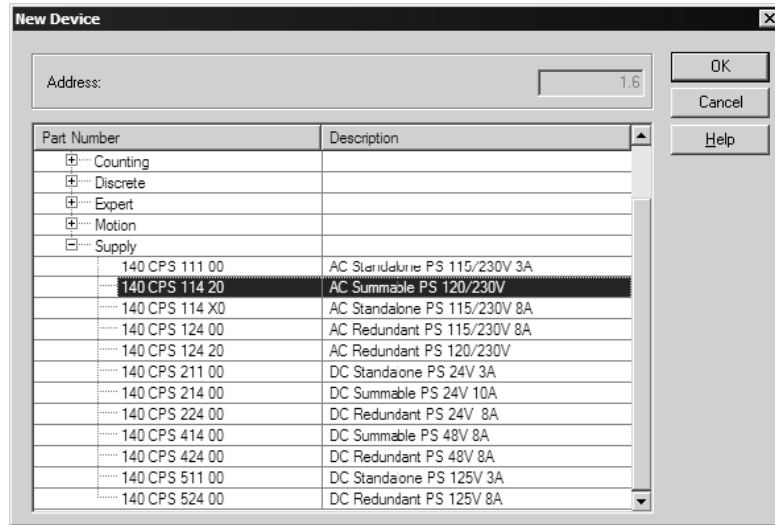 New Device
Address: 1.6
OK
Cancel
Help
Part Number Description
Counting
Discrete
Expert
Motion
Supply
140 CPS 111 00 AC Standalone PS 115/230V 3A
140 CPS 114 20 AC Summable PS 120/230V
140 CPS 114 X0 AC Standalone PS 115/230V 8A
140 CPS 124 00 AC Redundant PS 115/230V 8A
140 CPS 124 20 AC Redundant PS 120/230V
140 CPS 211 00 DC Standaone PS 24V 3A
140 CPS 214 00 DC Summable PS 24V 10A
140 CPS 224 00 DC Redundant PS 24V 8A
140 CPS 414 00 DC Summable PS 48V 8A
140 CPS 424 00 DC Redundant PS 48V 8A
140 CPS 511 00 DC Standaone PS 125V 3A
140 CPS 524 00 DC Redundant PS 125V 8A